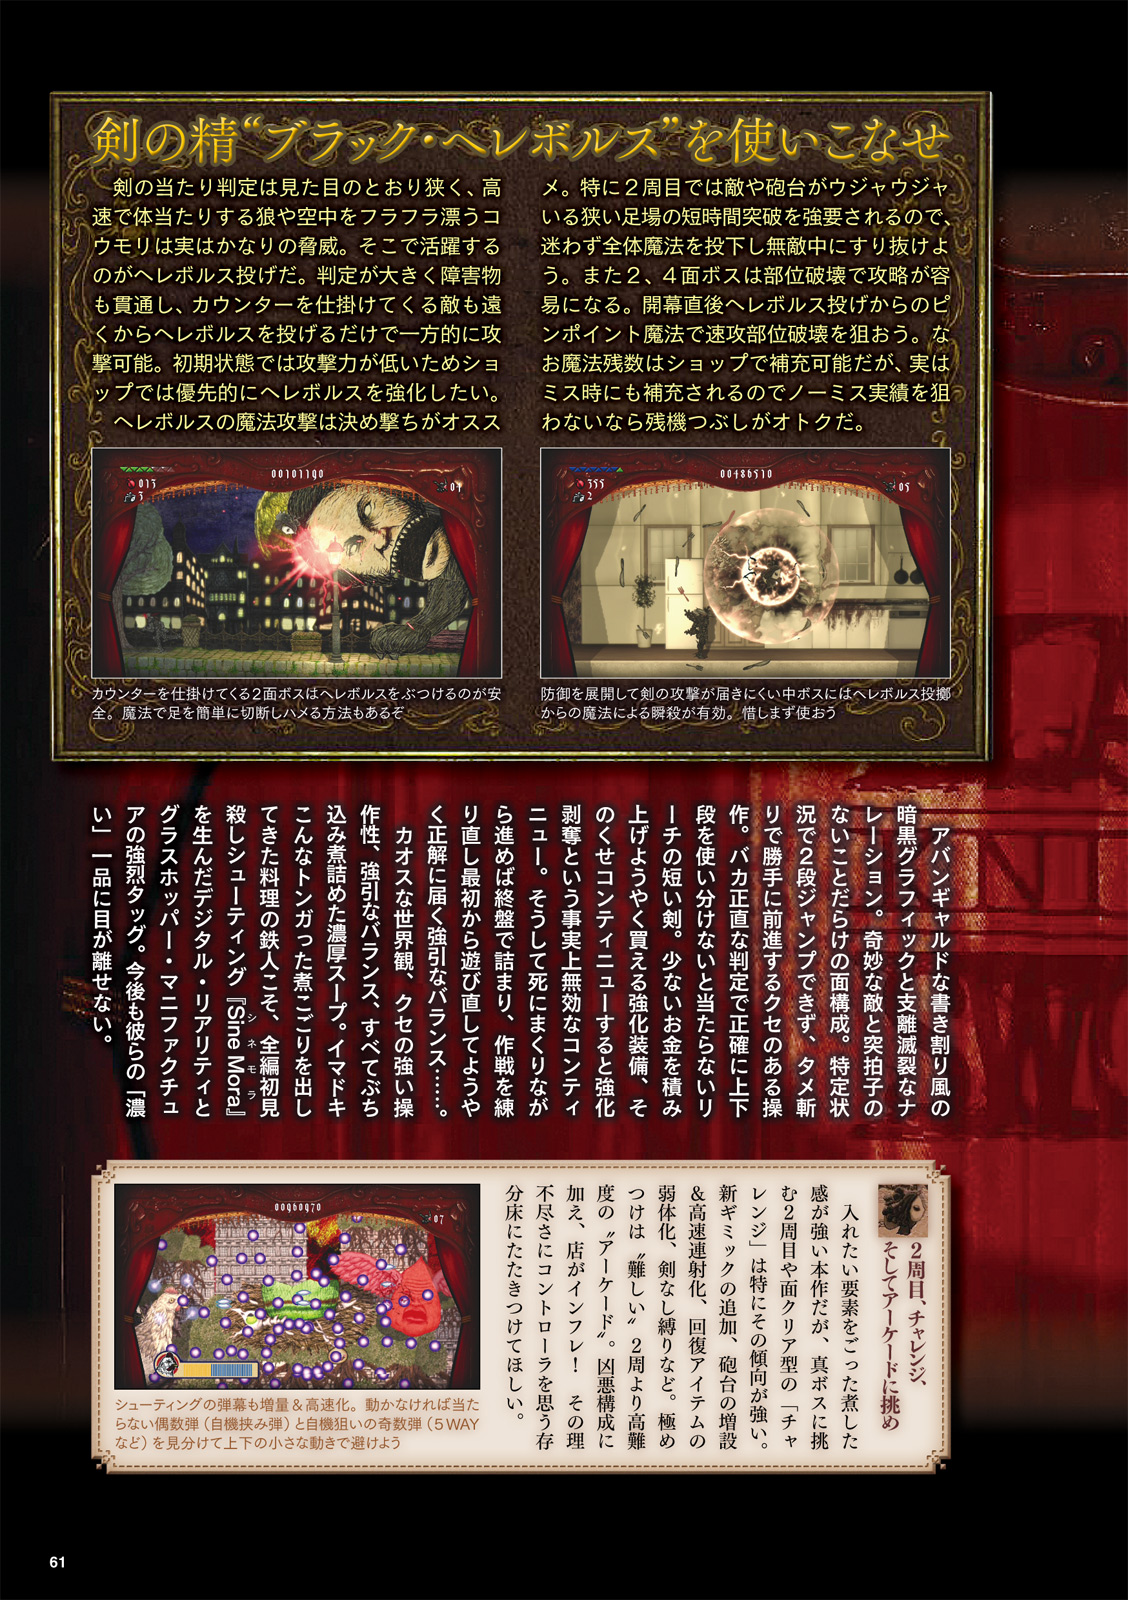 剣の精“ブラック・ヘレボルス”を使いこなせ
　剣の当たり判定は見た目のとおり狭く、高
速で体当たりする狼や空中をフラフラ漂うコ
ウモリは実はかなりの脅威。そこで活躍する
のがヘレボルス投げだ。判定が大きく障害物
も貫通し、カウンターを仕掛けてくる敵も遠
くからヘレボルスを投げるだけで一方的に攻
撃可能。初期状態では攻撃力が低いためショ
ップでは優先的にヘレボルスを強化したい。
　ヘレボルスの魔法攻撃は決め撃ちがオスス
メ。特に２周目では敵や砲台がウジャウジャ
いる狭い足場の短時間突破を強要されるので、
迷わず全体魔法を投下し無敵中にすり抜けよ
う。また２、４面ボスは部位破壊で攻略が容
易になる。開幕直後ヘレボルス投げからのピ
ンポイント魔法で速攻部位破壊を狙おう。な
お魔法残数はショップで補充可能だが、実は
ミス時にも補充されるのでノーミス実績を狙
わないなら残機つぶしがオトクだ。
00101190
013
3
04
00486510
355
2
05
カウンターを仕掛けてくる２面ボスはヘレボルスをぶつけるのが安
全。魔法で足を簡単に切断しハメる方法もあるぞ
防御を展開して剣の攻撃が届きにくい中ボスにはヘレボルス投擲
からの魔法による瞬殺が有効。惜しまず使おう
　アバンギャルドな書き割り風の
暗黒グラフィックと支離滅裂なナ
レーション。奇妙な敵と突拍子の
ないことだらけの面構成。特定状
況で２段ジャンプできず、タメ斬
りで勝手に前進するクセのある操
作。バカ正直な判定で正確に上下
段を使い分けないと当たらないリ
ーチの短い剣。少ないお金を積み
上げようやく買える強化装備、そ
のくせコンティニューすると強化
剥奪という事実上無効なコンティ
ニュー。そうして死にまくりなが
ら進めば終盤で詰まり、作戦を練
り直し最初から遊び直してようや
く正解に届く強引なバランス……。
　カオスな世界観、クセの強い操
作性、強引なバランス、すべてぶち
込み煮詰めた濃厚スープ。イマドキ
こんなトンガった煮こごりを出し
てきた料理の鉄人こそ、全編初見
殺しシューティング『Sine Mora』
シネモラ
を生んだデジタル・リアリティと
グラスホッパー・マニファクチュ
アの強烈タッグ。今後も彼らの「濃
い」一品に目が離せない。
２周目、チャレンジ、
そしてアーケードに挑め
　入れたい要素をごった煮した
感が強い本作だが、真ボスに挑
む２周目や面クリア型の「チャ
レンジ」は特にその傾向が強い。
新ギミックの追加、砲台の増設
＆高速連射化、回復アイテムの
弱体化、剣なし縛りなど。極め
つけは〝難しい〟２周より高難
度の〝アーケード〟。凶悪構成に
加え、店がインフレ！　その理
不尽さにコントローラを思う存
分床にたたきつけてほしい。
00960970
07
シューティングの弾幕も増量＆高速化。動かなければ当た
らない偶数弾（自機挟み弾）と自機狙いの奇数弾（５WAY
など）を見分けて上下の小さな動きで避けよう
61